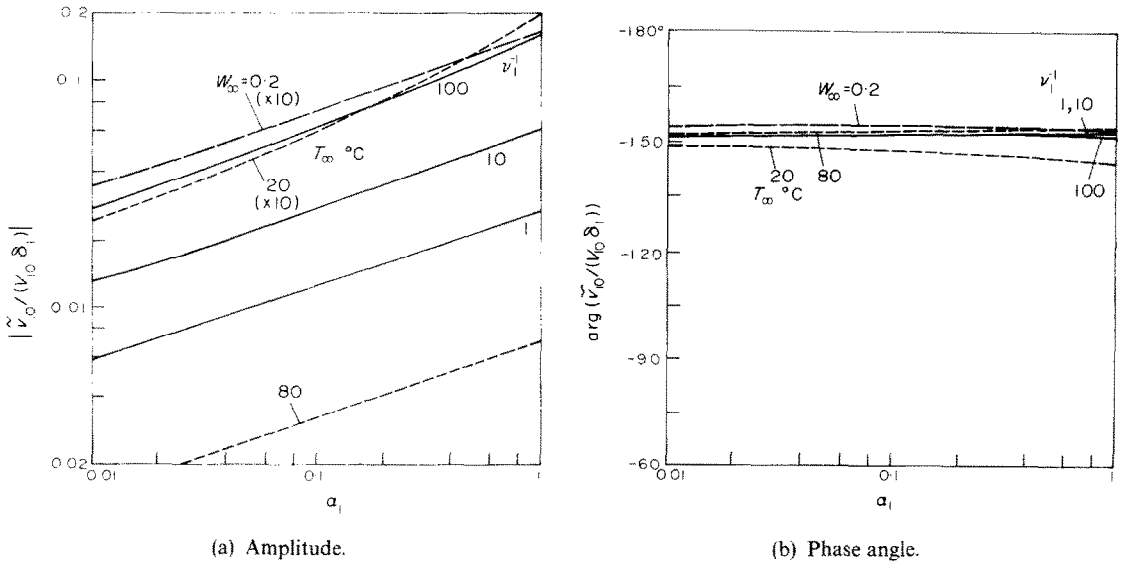 0.2
0.1
0.01
0.02
0.01
0.1
1
|ṽ₁₀/(v₁₀ δ₁)|
α₁
W∞=0·2
(×10)
ν₁⁻¹
100
T∞ °C
20
(×10)
10
1
80
(a) Amplitude.
-180°
-150
-120
-90
-60
0.01
0.1
1
arg (ṽ₁₀/(v₁₀ δ₁))
α₁
W∞=0·2
ν₁⁻¹
1,10
20
T∞ °C
80
100
(b) Phase angle.